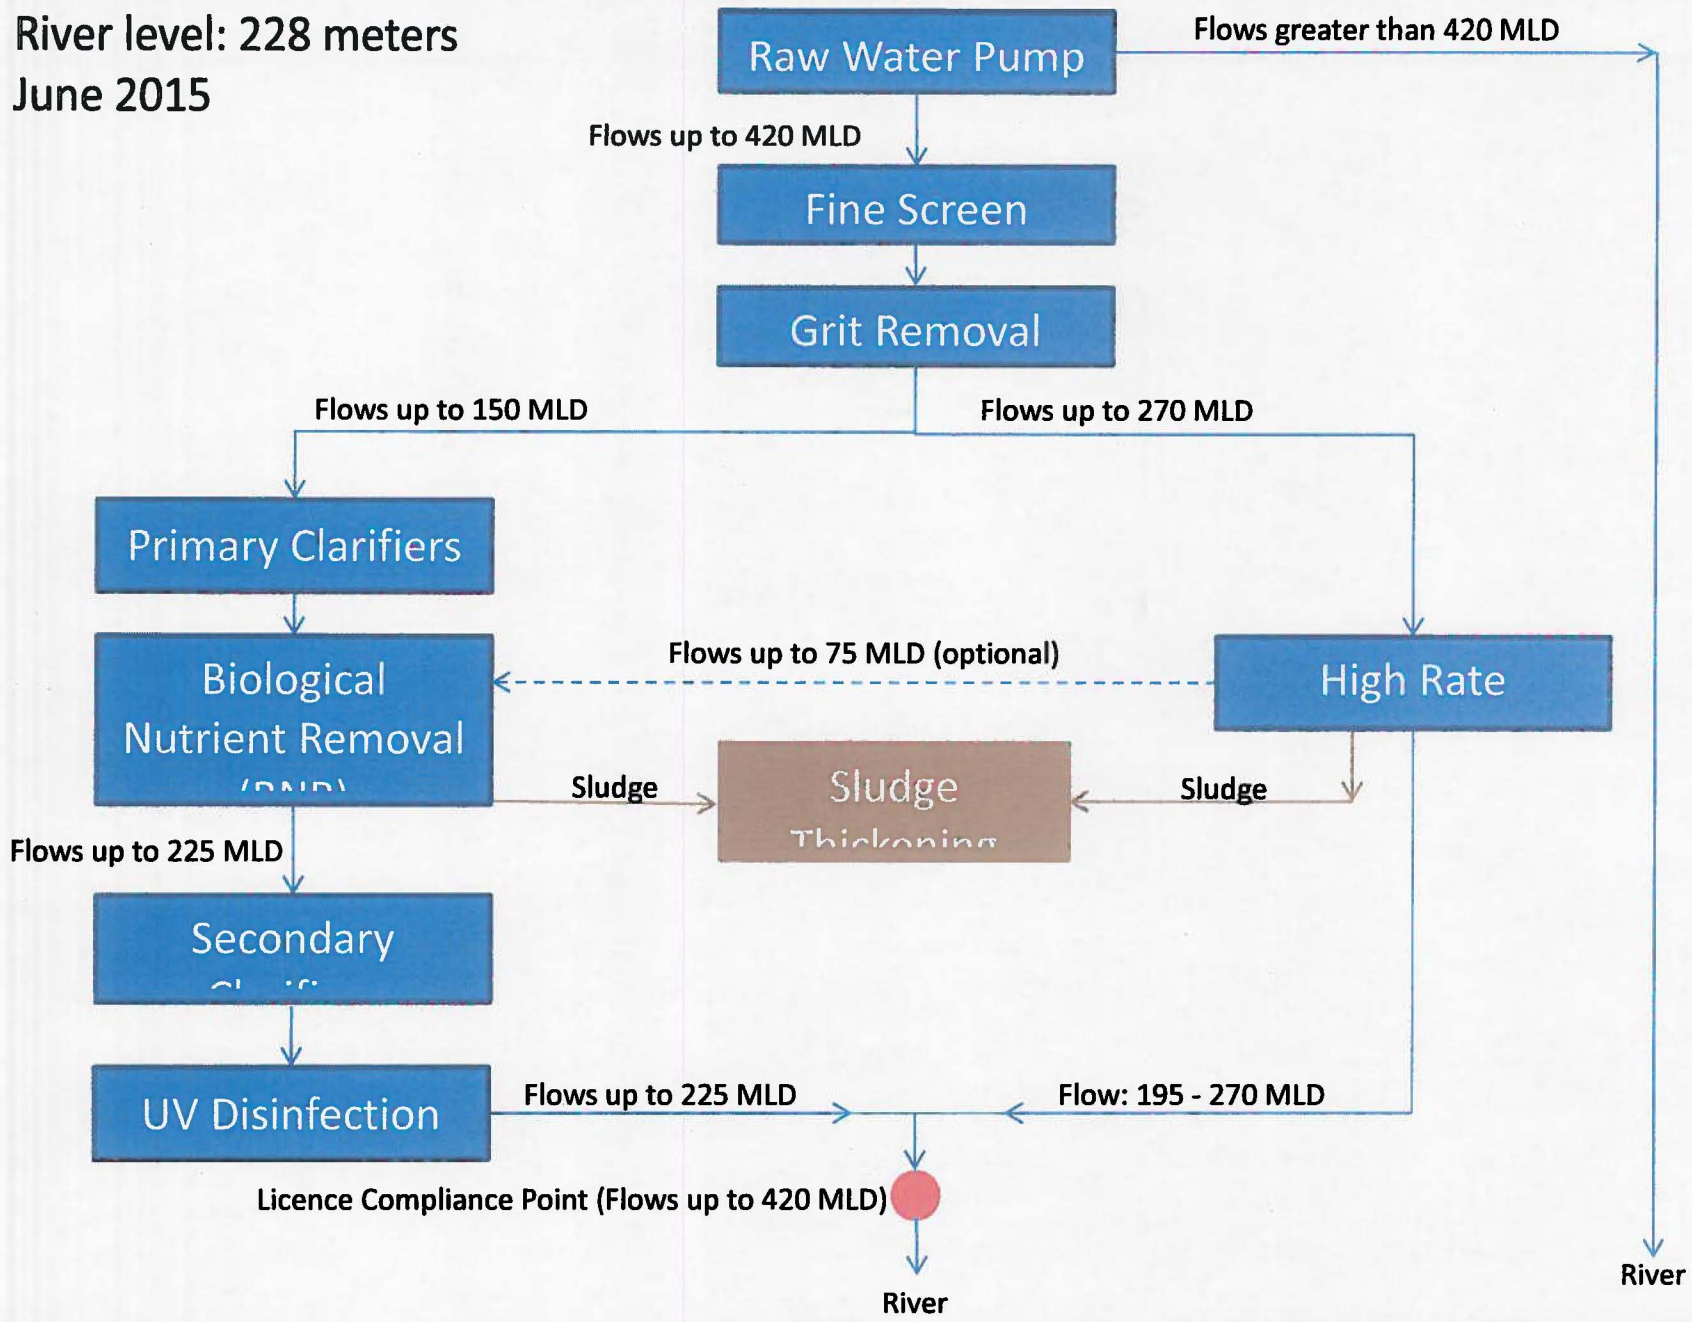 River level: 228 meters
June 2015
Raw Water Pump
Flows greater than 420 MLD
Flows up to 420 MLD
Fine Screen
Grit Removal
Flows up to 150 MLD
Flows up to 270 MLD
Primary Clarifiers
Biological
Nutrient Removal
Flows up to 75 MLD (optional)
High Rate
Sludge
Sludge
Thickening
Sludge
Flows up to 225 MLD
Secondary
UV Disinfection
Flows up to 225 MLD
Flow: 195 - 270 MLD
Licence Compliance Point (Flows up to 420 MLD)
River
River